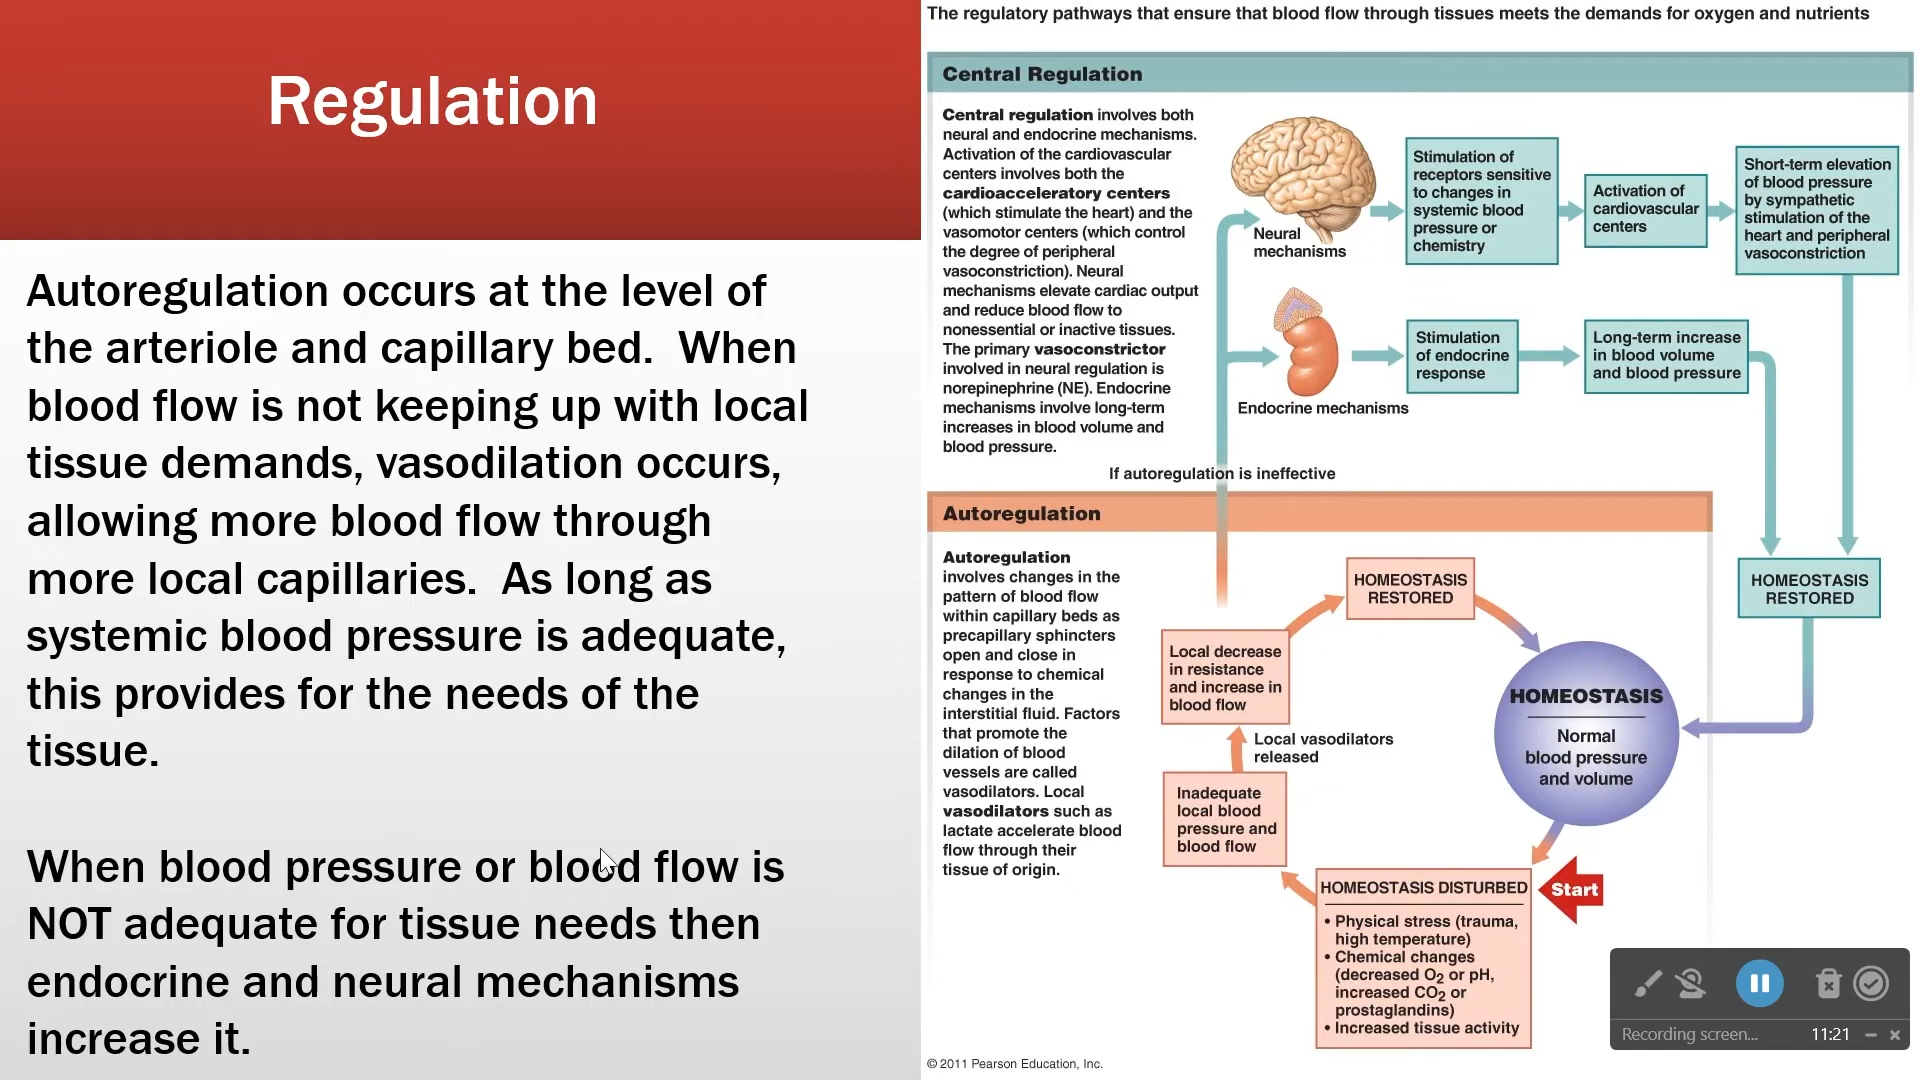 Regulation
Autoregulation occurs at the level of
the arteriole and capillary bed.  When
blood flow is not keeping up with local
tissue demands, vasodilation occurs,
allowing more blood flow through
more local capillaries.  As long as
systemic blood pressure is adequate,
this provides for the needs of the
tissue.
When blood pressure or blood flow is
NOT adequate for tissue needs then
endocrine and neural mechanisms
increase it.
The regulatory pathways that ensure that blood flow through tissues meets the demands for oxygen and nutrients
Central Regulation
Central regulation involves both
neural and endocrine mechanisms.
Activation of the cardiovascular
centers involves both the
cardioacceleratory centers
(which stimulate the heart) and the
vasomotor centers (which control
the degree of peripheral
vasoconstriction). Neural
mechanisms elevate cardiac output
and reduce blood flow to
nonessential or inactive tissues.
The primary vasoconstrictor
involved in neural regulation is
norepinephrine (NE). Endocrine
mechanisms involve long-term
increases in blood volume and
blood pressure.
Neural
mechanisms
Stimulation of
receptors sensitive
to changes in
systemic blood
pressure or
chemistry
Activation of
cardiovascular
centers
Short-term elevation
of blood pressure
by sympathetic
stimulation of the
heart and peripheral
vasoconstriction
Endocrine mechanisms
Stimulation
of endocrine
response
Long-term increase
in blood volume
and blood pressure
If autoregulation is ineffective
Autoregulation
Autoregulation
involves changes in the
pattern of blood flow
within capillary beds as
precapillary sphincters
open and close in
response to chemical
changes in the
interstitial fluid. Factors
that promote the
dilation of blood
vessels are called
vasodilators. Local
vasodilators such as
lactate accelerate blood
flow through their
tissue of origin.
HOMEOSTASIS
RESTORED
HOMEOSTASIS
RESTORED
Local decrease
in resistance
and increase in
blood flow
Local vasodilators
released
Inadequate
local blood
pressure and
blood flow
HOMEOSTASIS
Normal
blood pressure
and volume
HOMEOSTASIS DISTURBED
• Physical stress (trauma,
high temperature)
• Chemical changes
(decreased O2 or pH,
increased CO2 or
prostaglandins)
• Increased tissue activity
Start
Recording screen... 11:21
© 2011 Pearson Education, Inc.